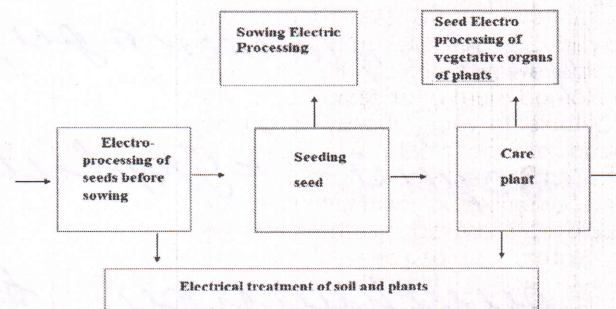 Sowing Electric
Processing
Seed Electro
processing of
vegetative organs
of plants
Electro-
processing of
seeds before
sowing
Seeding
seed
Care
plant
Electrical treatment of soil and plants